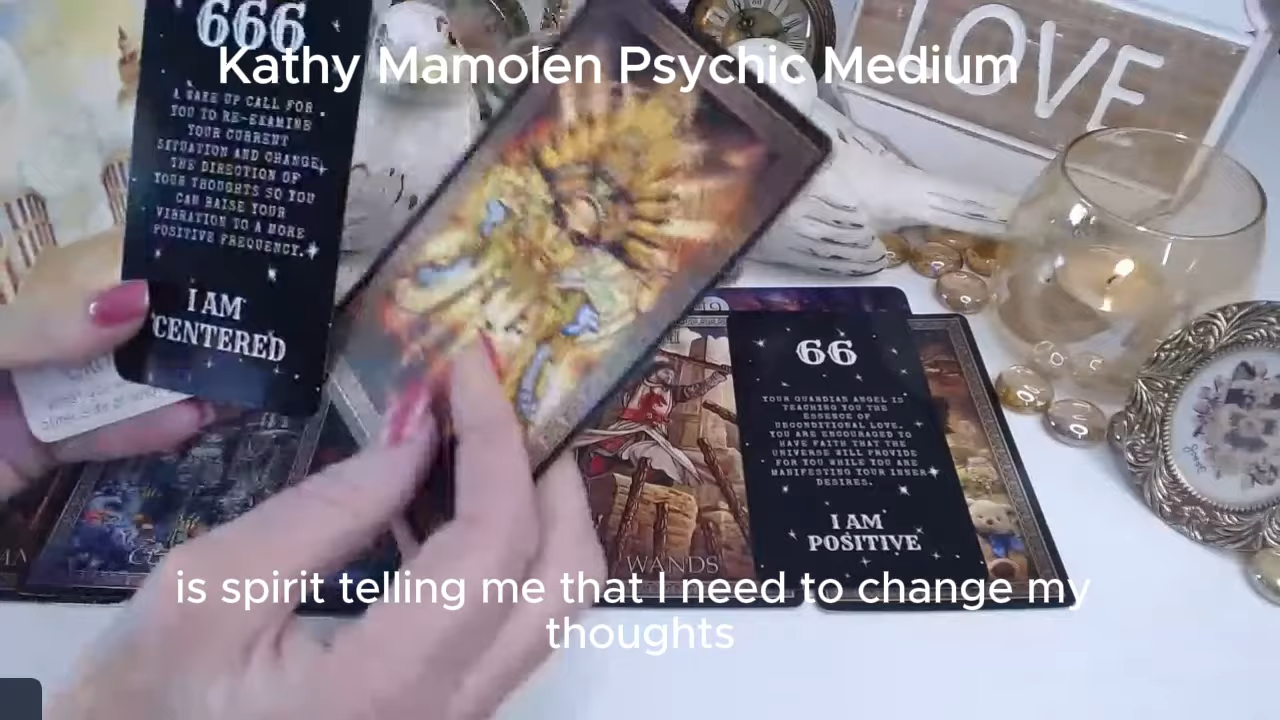 666
Kathy Mamolen Psychic Medium
A WAKE UP CALL FOR
YOU TO RE-EXAMINE
YOUR CURRENT
SITUATION AND CHANGE
THE DIRECTION OF
YOUR THOUGHTS SO YOU
CAN RAISE YOUR
VIBRATION TO A MORE
POSITIVE FREQUENCY.
I AM
CENTERED
LOVE
66
YOUR GUARDIAN ANGEL IS
TEACHING YOU THE
ESSENCE OF
UNCONDITIONAL LOVE.
YOU ARE ENCOURAGED TO
HAVE FAITH THAT THE
UNIVERSE WILL PROVIDE
FOR YOU WHILE YOU ARE
MANIFESTING YOUR INNER
DESIRES.
I AM
POSITIVE
WANDS
is spirit telling me that I need to change my
thoughts